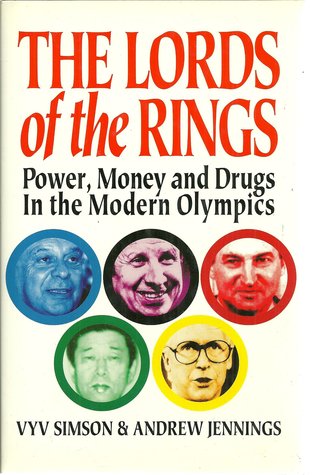 THE LORDS
of the RINGS
Power, Money and Drugs
In the Modern Olympics
VYV SIMSON & ANDREW JENNINGS